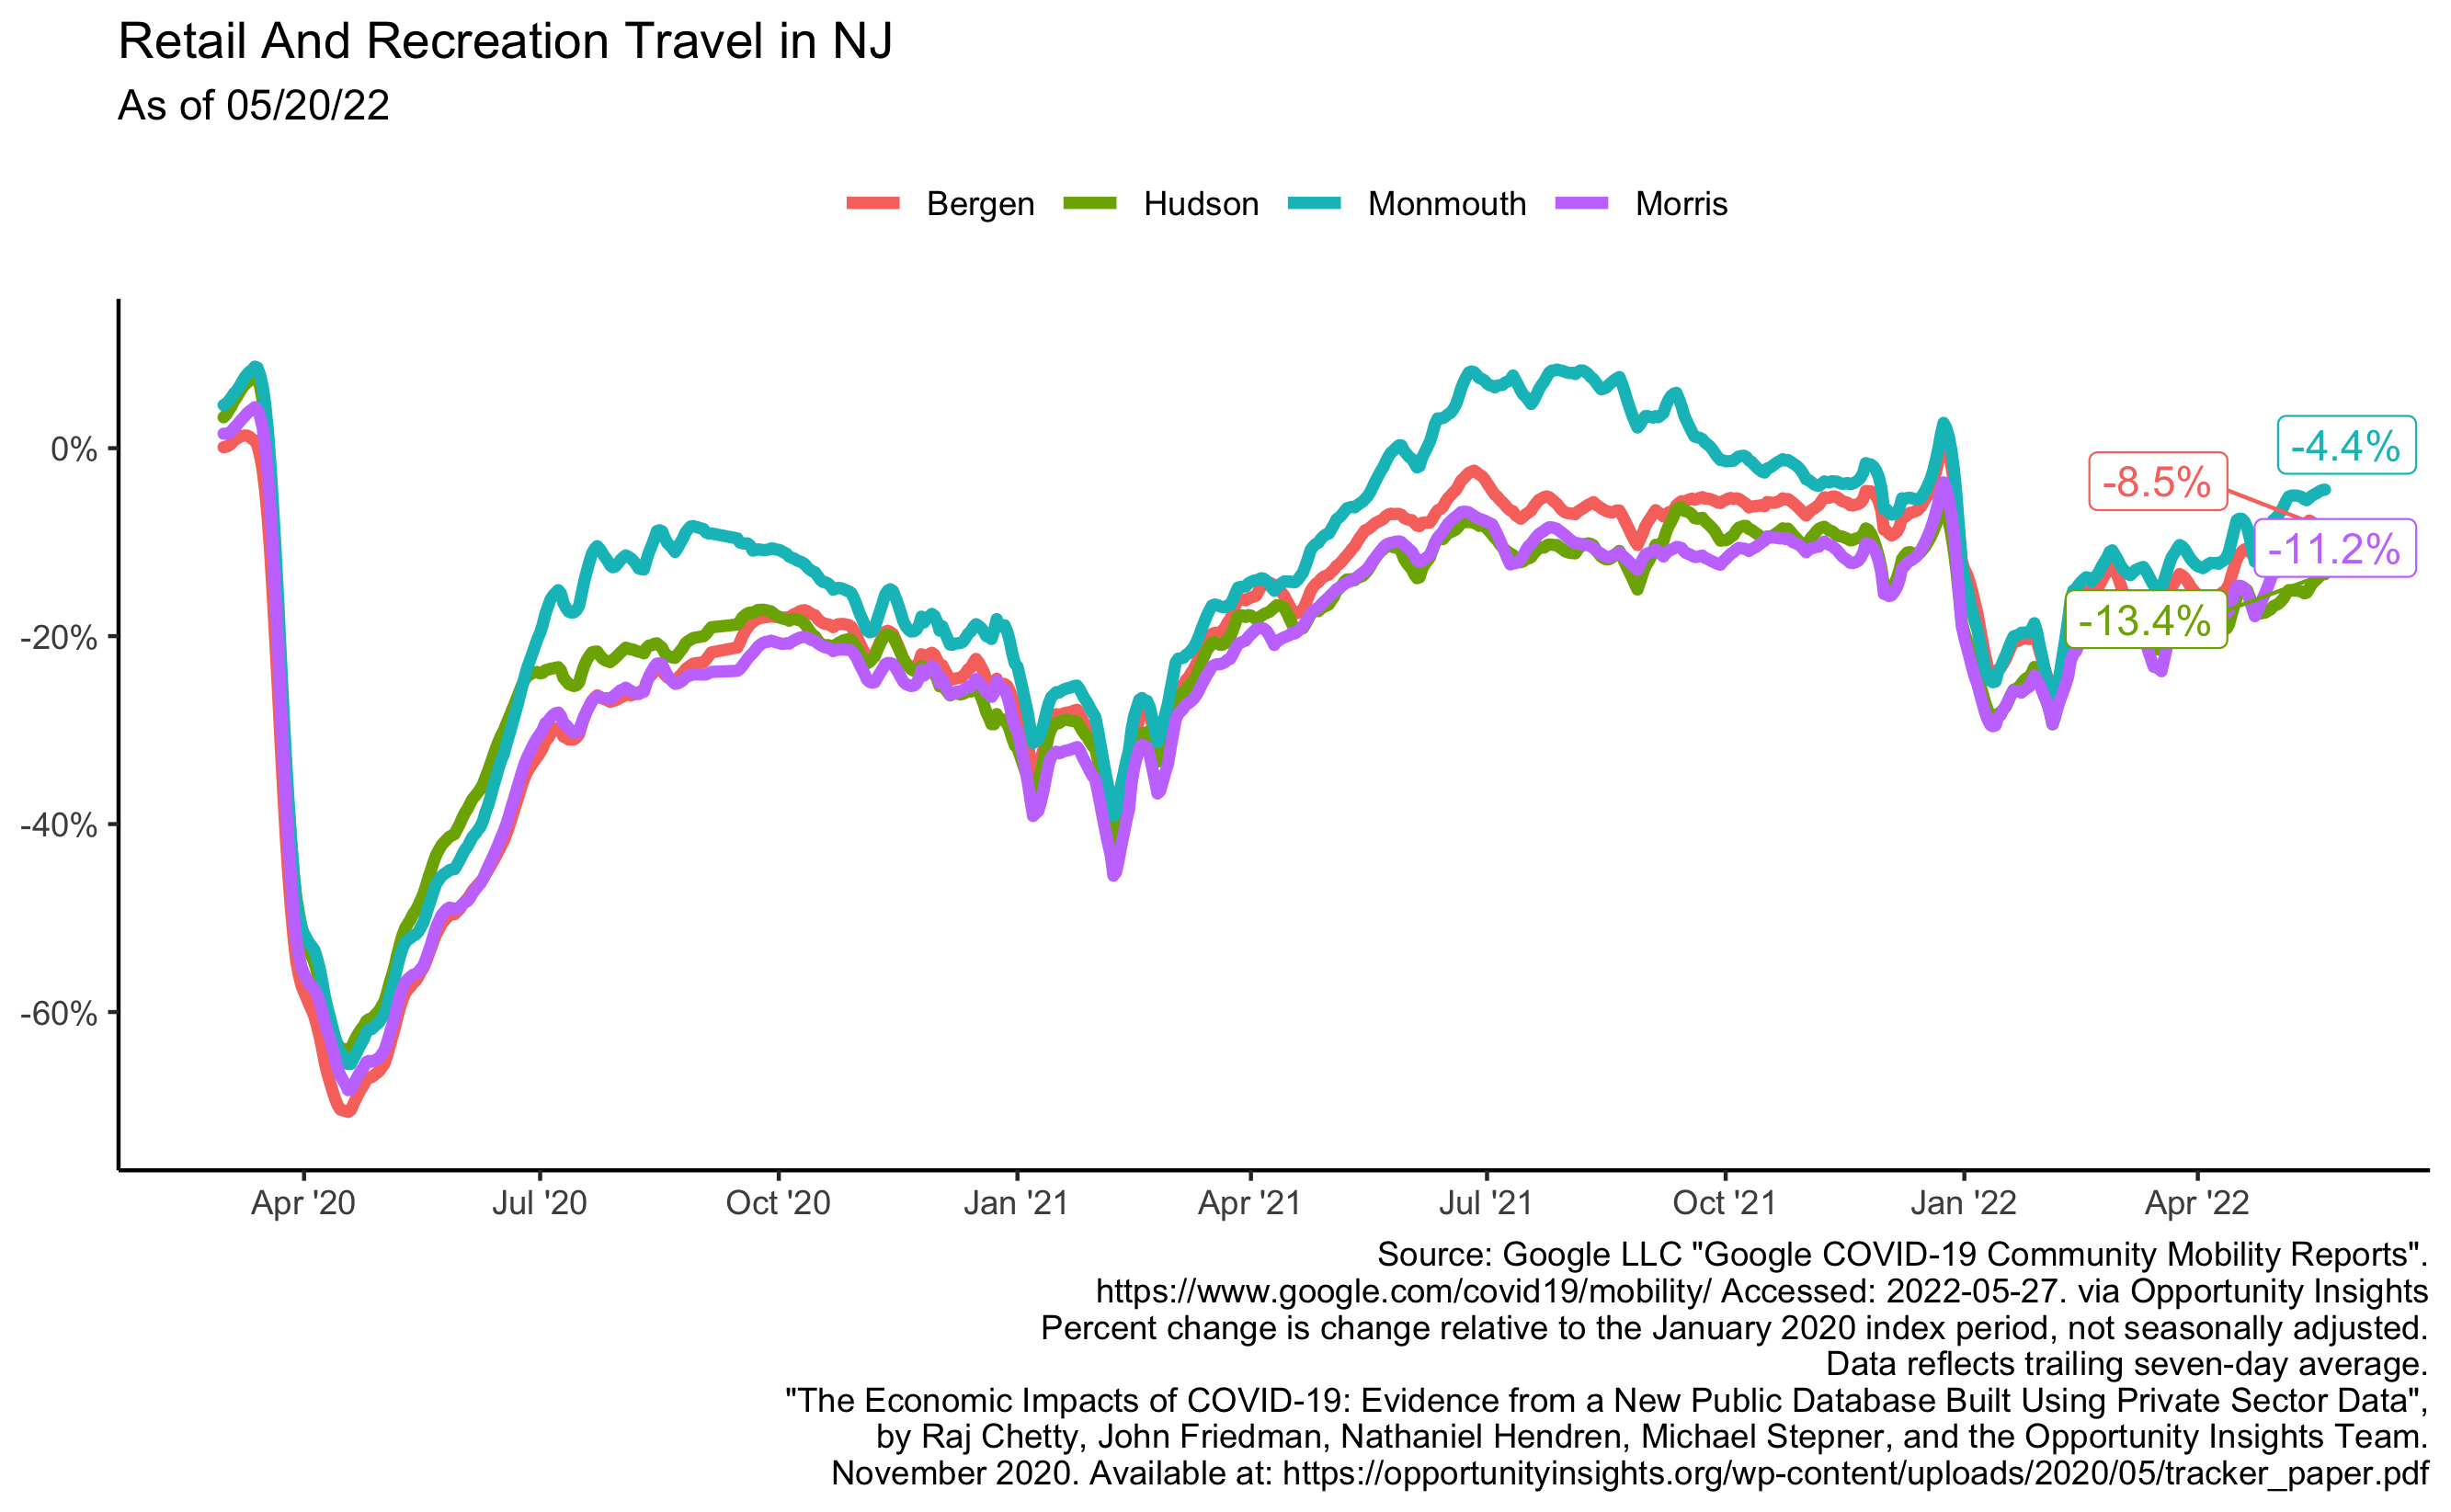 Retail And Recreation Travel in NJ
As of 05/20/22
Bergen Hudson Monmouth Morris
0%
-20%
-40%
-60%
-4.4%
-8.5%
-11.2%
-13.4%
Apr '20 Jul '20 Oct '20 Jan '21 Apr '21 Jul '21 Oct '21 Jan '22 Apr '22
Source: Google LLC "Google COVID-19 Community Mobility Reports".
https://www.google.com/covid19/mobility/ Accessed: 2022-05-27. via Opportunity Insights
Percent change is change relative to the January 2020 index period, not seasonally adjusted.
Data reflects trailing seven-day average.
"The Economic Impacts of COVID-19: Evidence from a New Public Database Built Using Private Sector Data",
by Raj Chetty, John Friedman, Nathaniel Hendren, Michael Stepner, and the Opportunity Insights Team.
November 2020. Available at: https://opportunityinsights.org/wp-content/uploads/2020/05/tracker_paper.pdf